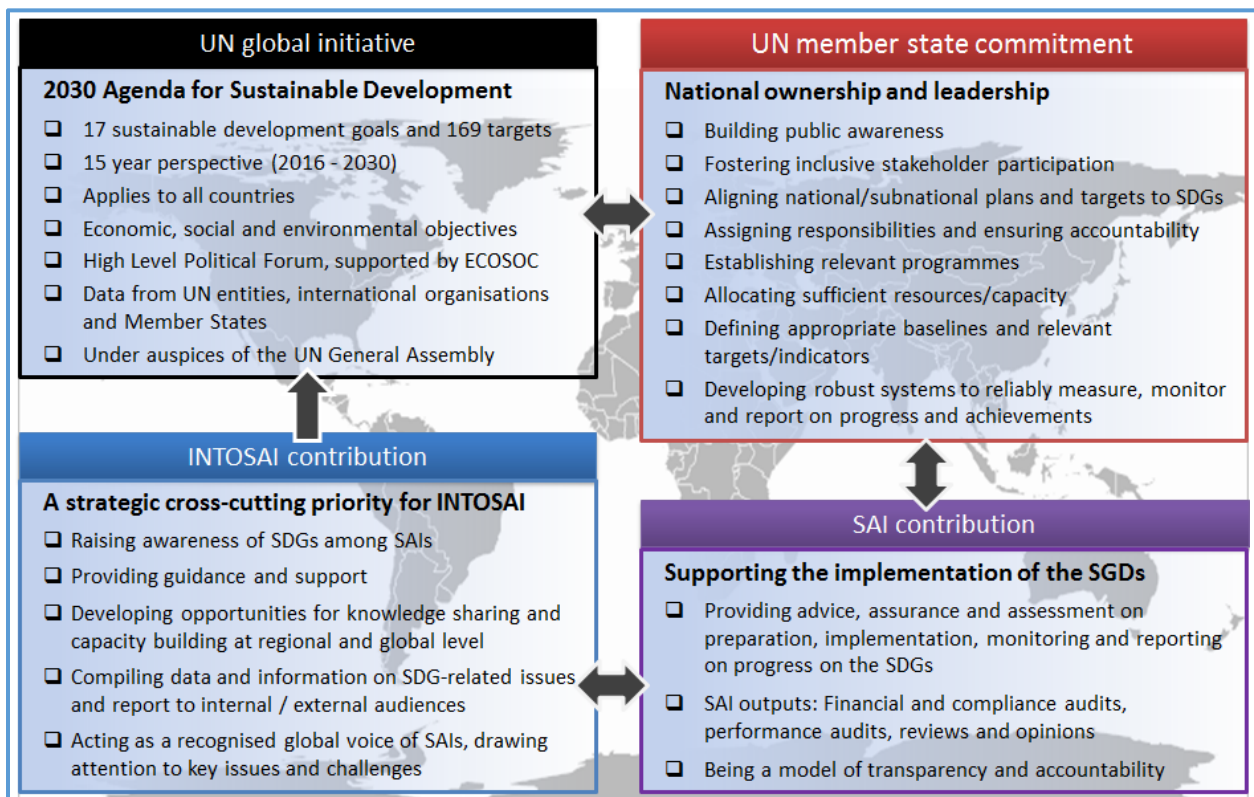 UN global initiative
2030 Agenda for Sustainable Development
17 sustainable development goals and 169 targets
15 year perspective (2016 - 2030)
Applies to all countries
Economic, social and environmental objectives
High Level Political Forum, supported by ECOSOC
Data from UN entities, international organisations
and Member States
Under auspices of the UN General Assembly
UN member state commitment
National ownership and leadership
Building public awareness
Fostering inclusive stakeholder participation
Aligning national/subnational plans and targets to SDGs
Assigning responsibilities and ensuring accountability
Establishing relevant programmes
Allocating sufficient resources/capacity
Defining appropriate baselines and relevant
targets/indicators
Developing robust systems to reliably measure, monitor
and report on progress and achievements
INTOSAI contribution
A strategic cross-cutting priority for INTOSAI
Raising awareness of SDGs among SAIs
Providing guidance and support
Developing opportunities for knowledge sharing and
capacity building at regional and global level
Compiling data and information on SDG-related issues
and report to internal / external audiences
Acting as a recognised global voice of SAIs, drawing
attention to key issues and challenges
SAI contribution
Supporting the implementation of the SGDs
Providing advice, assurance and assessment on
preparation, implementation, monitoring and reporting
on progress on the SDGs
SAI outputs: Financial and compliance audits,
performance audits, reviews and opinions
Being a model of transparency and accountability